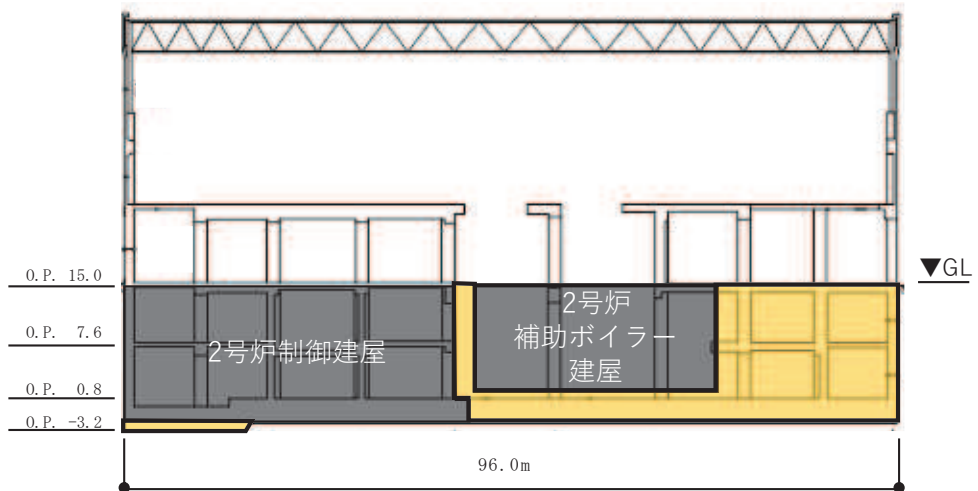 O.P. 15.0
▼GL
2号炉
補助ボイラー
建屋
O.P. 7.6
2号炉制御建屋
O.P. 0.8
O.P. -3.2
96.0m